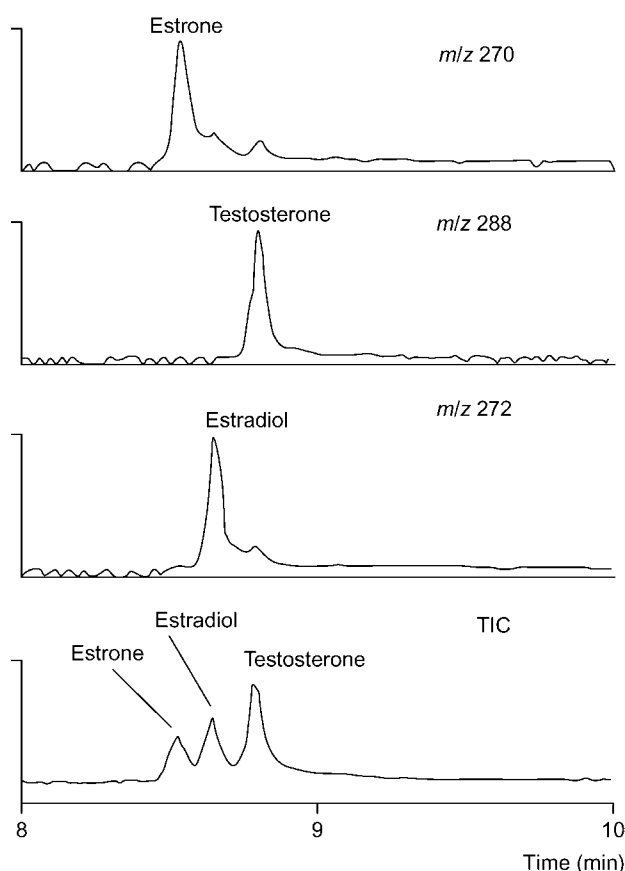 Estrone
m/z 270
Testosterone
m/z 288
m/z 272
Estradiol
Estradiol
TIC
Estrone
Testosterone
8
9
10
Time (min)